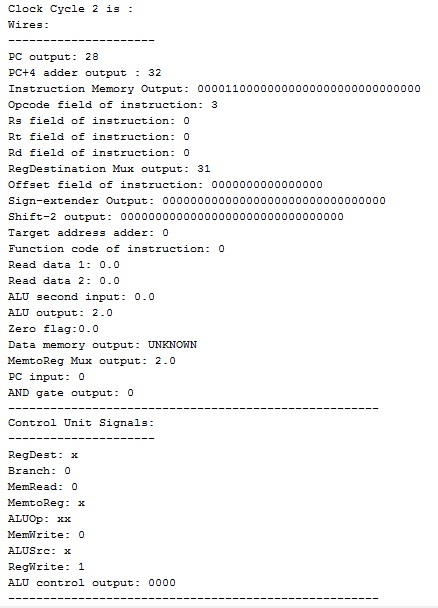 Clock Cycle 2 is :
Wires:
---------------------
PC output: 28
PC+4 adder output : 32
Instruction Memory Output: 00001100000000000000000000000000
Opcode field of instruction: 3
Rs field of instruction: 0
Rt field of instruction: 0
Rd field of instruction: 0
RegDestination Mux output: 31
Offset field of instruction: 0000000000000000
Sign-extender Output: 00000000000000000000000000000000
Shift-2 output: 00000000000000000000000000000000
Target address adder: 0
Function code of instruction: 0
Read data 1: 0.0
Read data 2: 0.0
ALU second input: 0.0
ALU output: 2.0
Zero flag:0.0
Data memory output: UNKNOWN
MemtoReg Mux output: 2.0
PC input: 0
AND gate output: 0
-----------------------------------------------------
Control Unit Signals:
---------------------
RegDest: x
Branch: 0
MemRead: 0
MemtoReg: x
ALUOp: xx
MemWrite: 0
ALUSrc: x
RegWrite: 1
ALU control output: 0000
-----------------------------------------------------